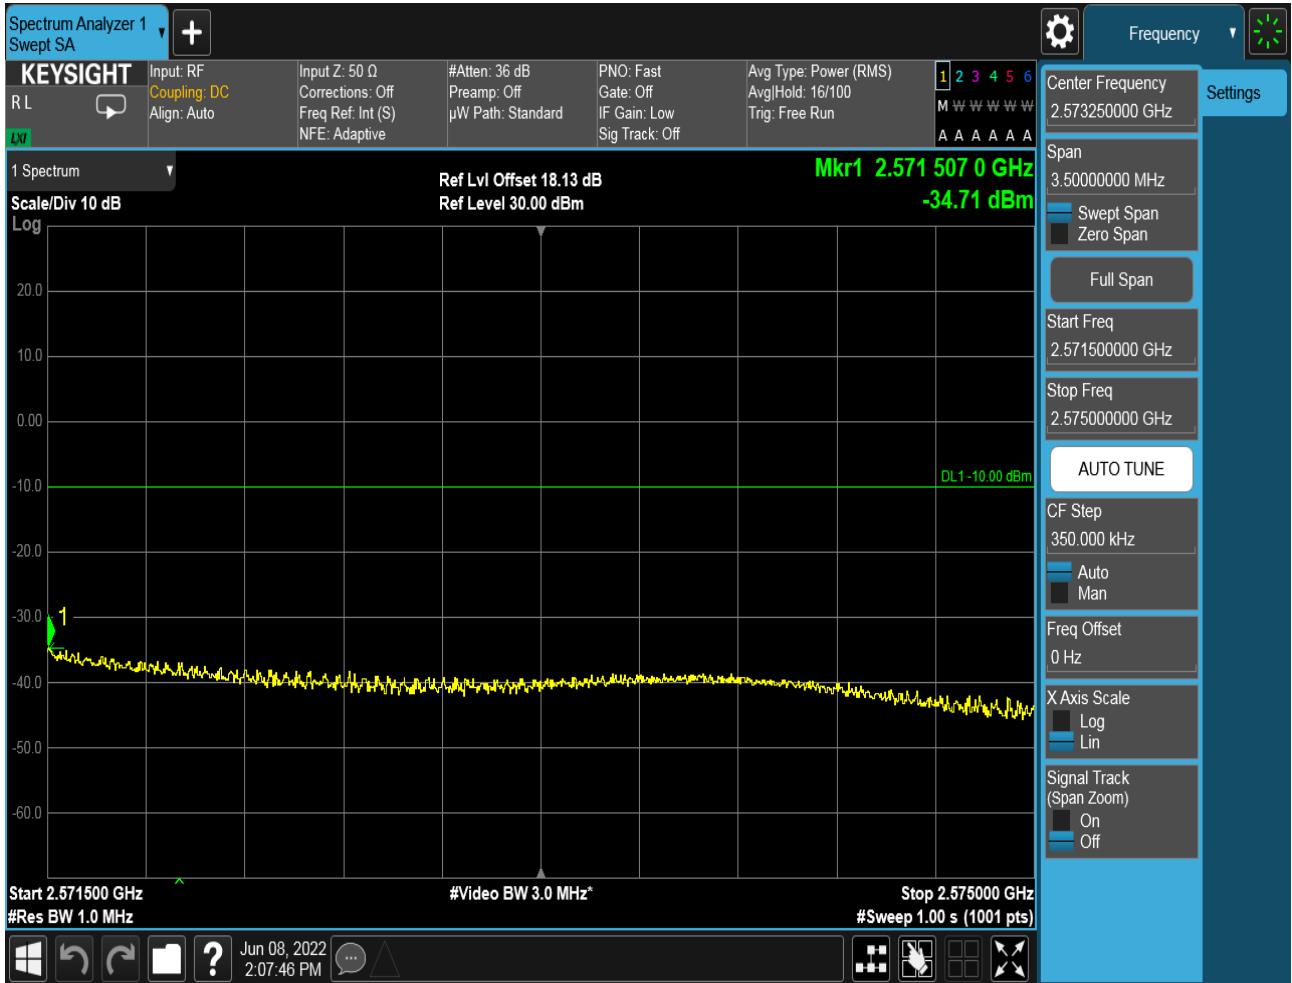 Spectrum Analyzer 1
Swept SA
Frequency
KEYSIGHT
R L
LXI
Input: RF
Coupling: DC
Align: Auto
Input Z: 50 Ω
Corrections: Off
Freq Ref: Int (S)
NFE: Adaptive
#Atten: 36 dB
Preamp: Off
µW Path: Standard
PNO: Fast
Gate: Off
IF Gain: Low
Sig Track: Off
Avg Type: Power (RMS)
Avg|Hold: 16/100
Trig: Free Run
1 2 3 4 5 6
M W W W W W
A A A A A A
1 Spectrum
Scale/Div 10 dB
Log
Ref Lvl Offset 18.13 dB
Ref Level 30.00 dBm
Mkr1 2.571 507 0 GHz
-34.71 dBm
20.0
10.0
0.00
-10.0
-20.0
-30.0
-40.0
-50.0
-60.0
DL1 -10.00 dBm
1
Start 2.571500 GHz
#Res BW 1.0 MHz
#Video BW 3.0 MHz*
Stop 2.575000 GHz
#Sweep 1.00 s (1001 pts)
Jun 08, 2022
2:07:46 PM
Center Frequency
2.573250000 GHz
Span
3.50000000 MHz
Swept Span
Zero Span
Full Span
Start Freq
2.571500000 GHz
Stop Freq
2.575000000 GHz
AUTO TUNE
CF Step
350.000 kHz
Auto
Man
Freq Offset
0 Hz
X Axis Scale
Log
Lin
Signal Track
(Span Zoom)
On
Off
Settings